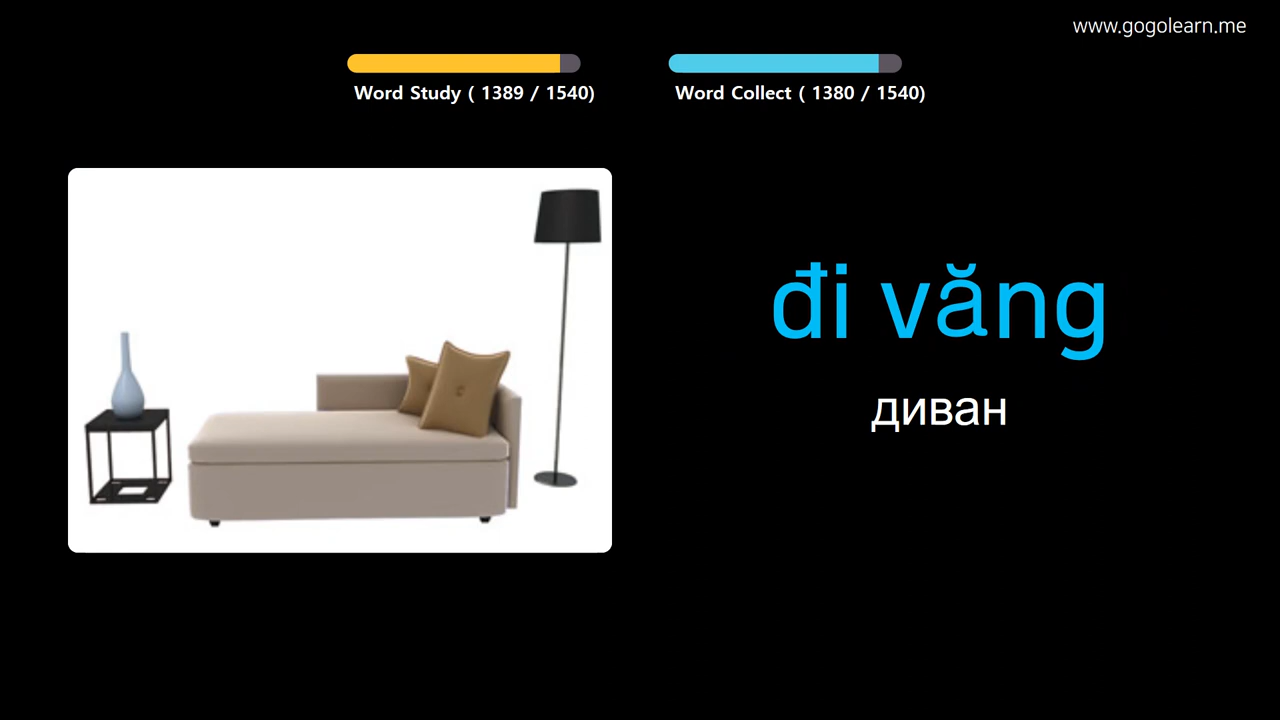 www.gogolearn.me
Word Study ( 1389 / 1540)
Word Collect ( 1380 / 1540)
đi văng
диван